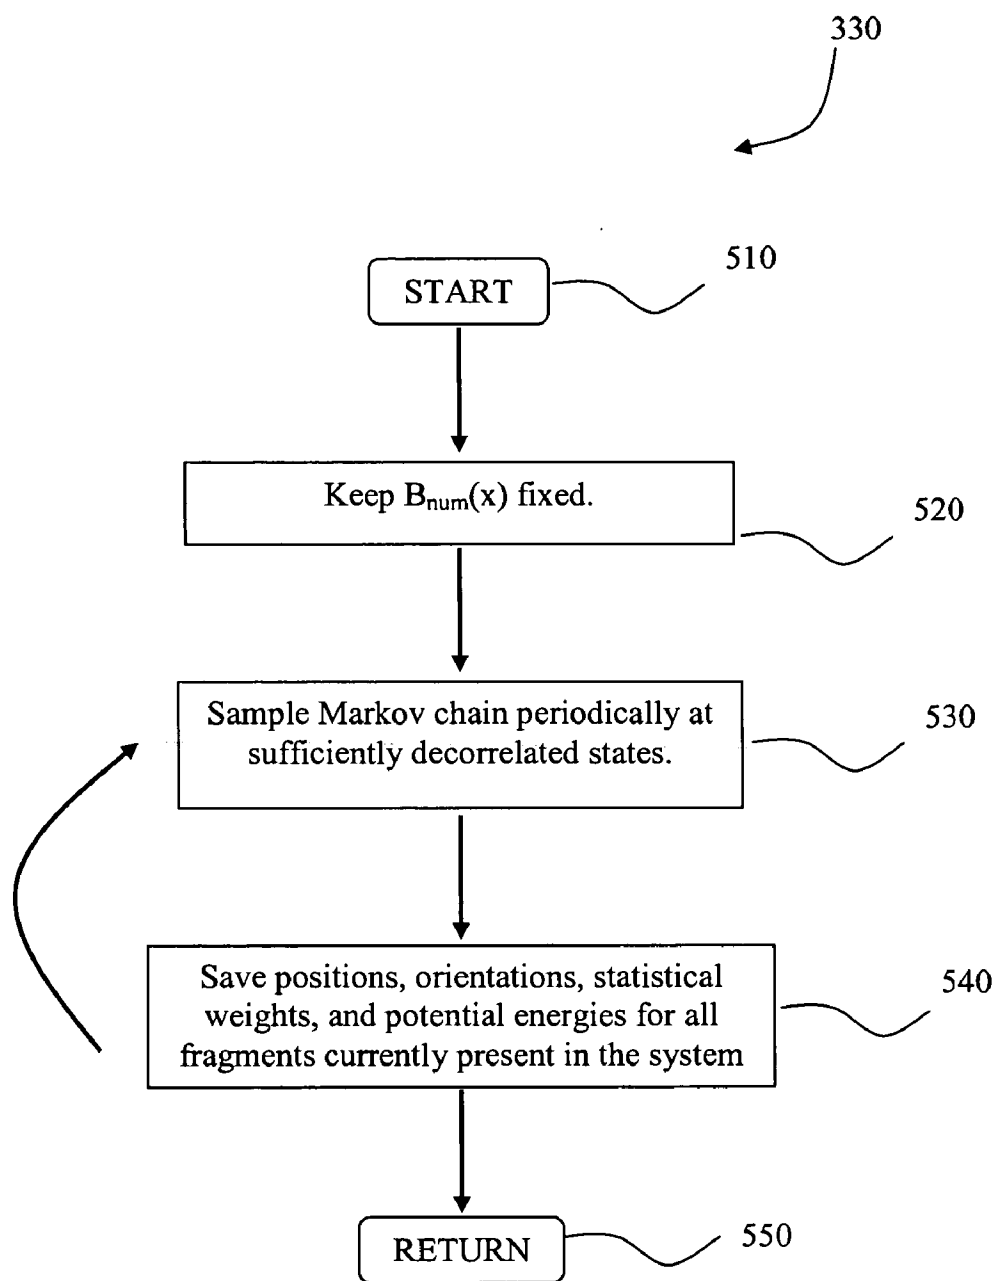 330
START
510
Keep Bnum(x) fixed.
520
Sample Markov chain periodically at
sufficiently decorrelated states.
530
Save positions, orientations, statistical
weights, and potential energies for all
fragments currently present in the system
540
RETURN
550